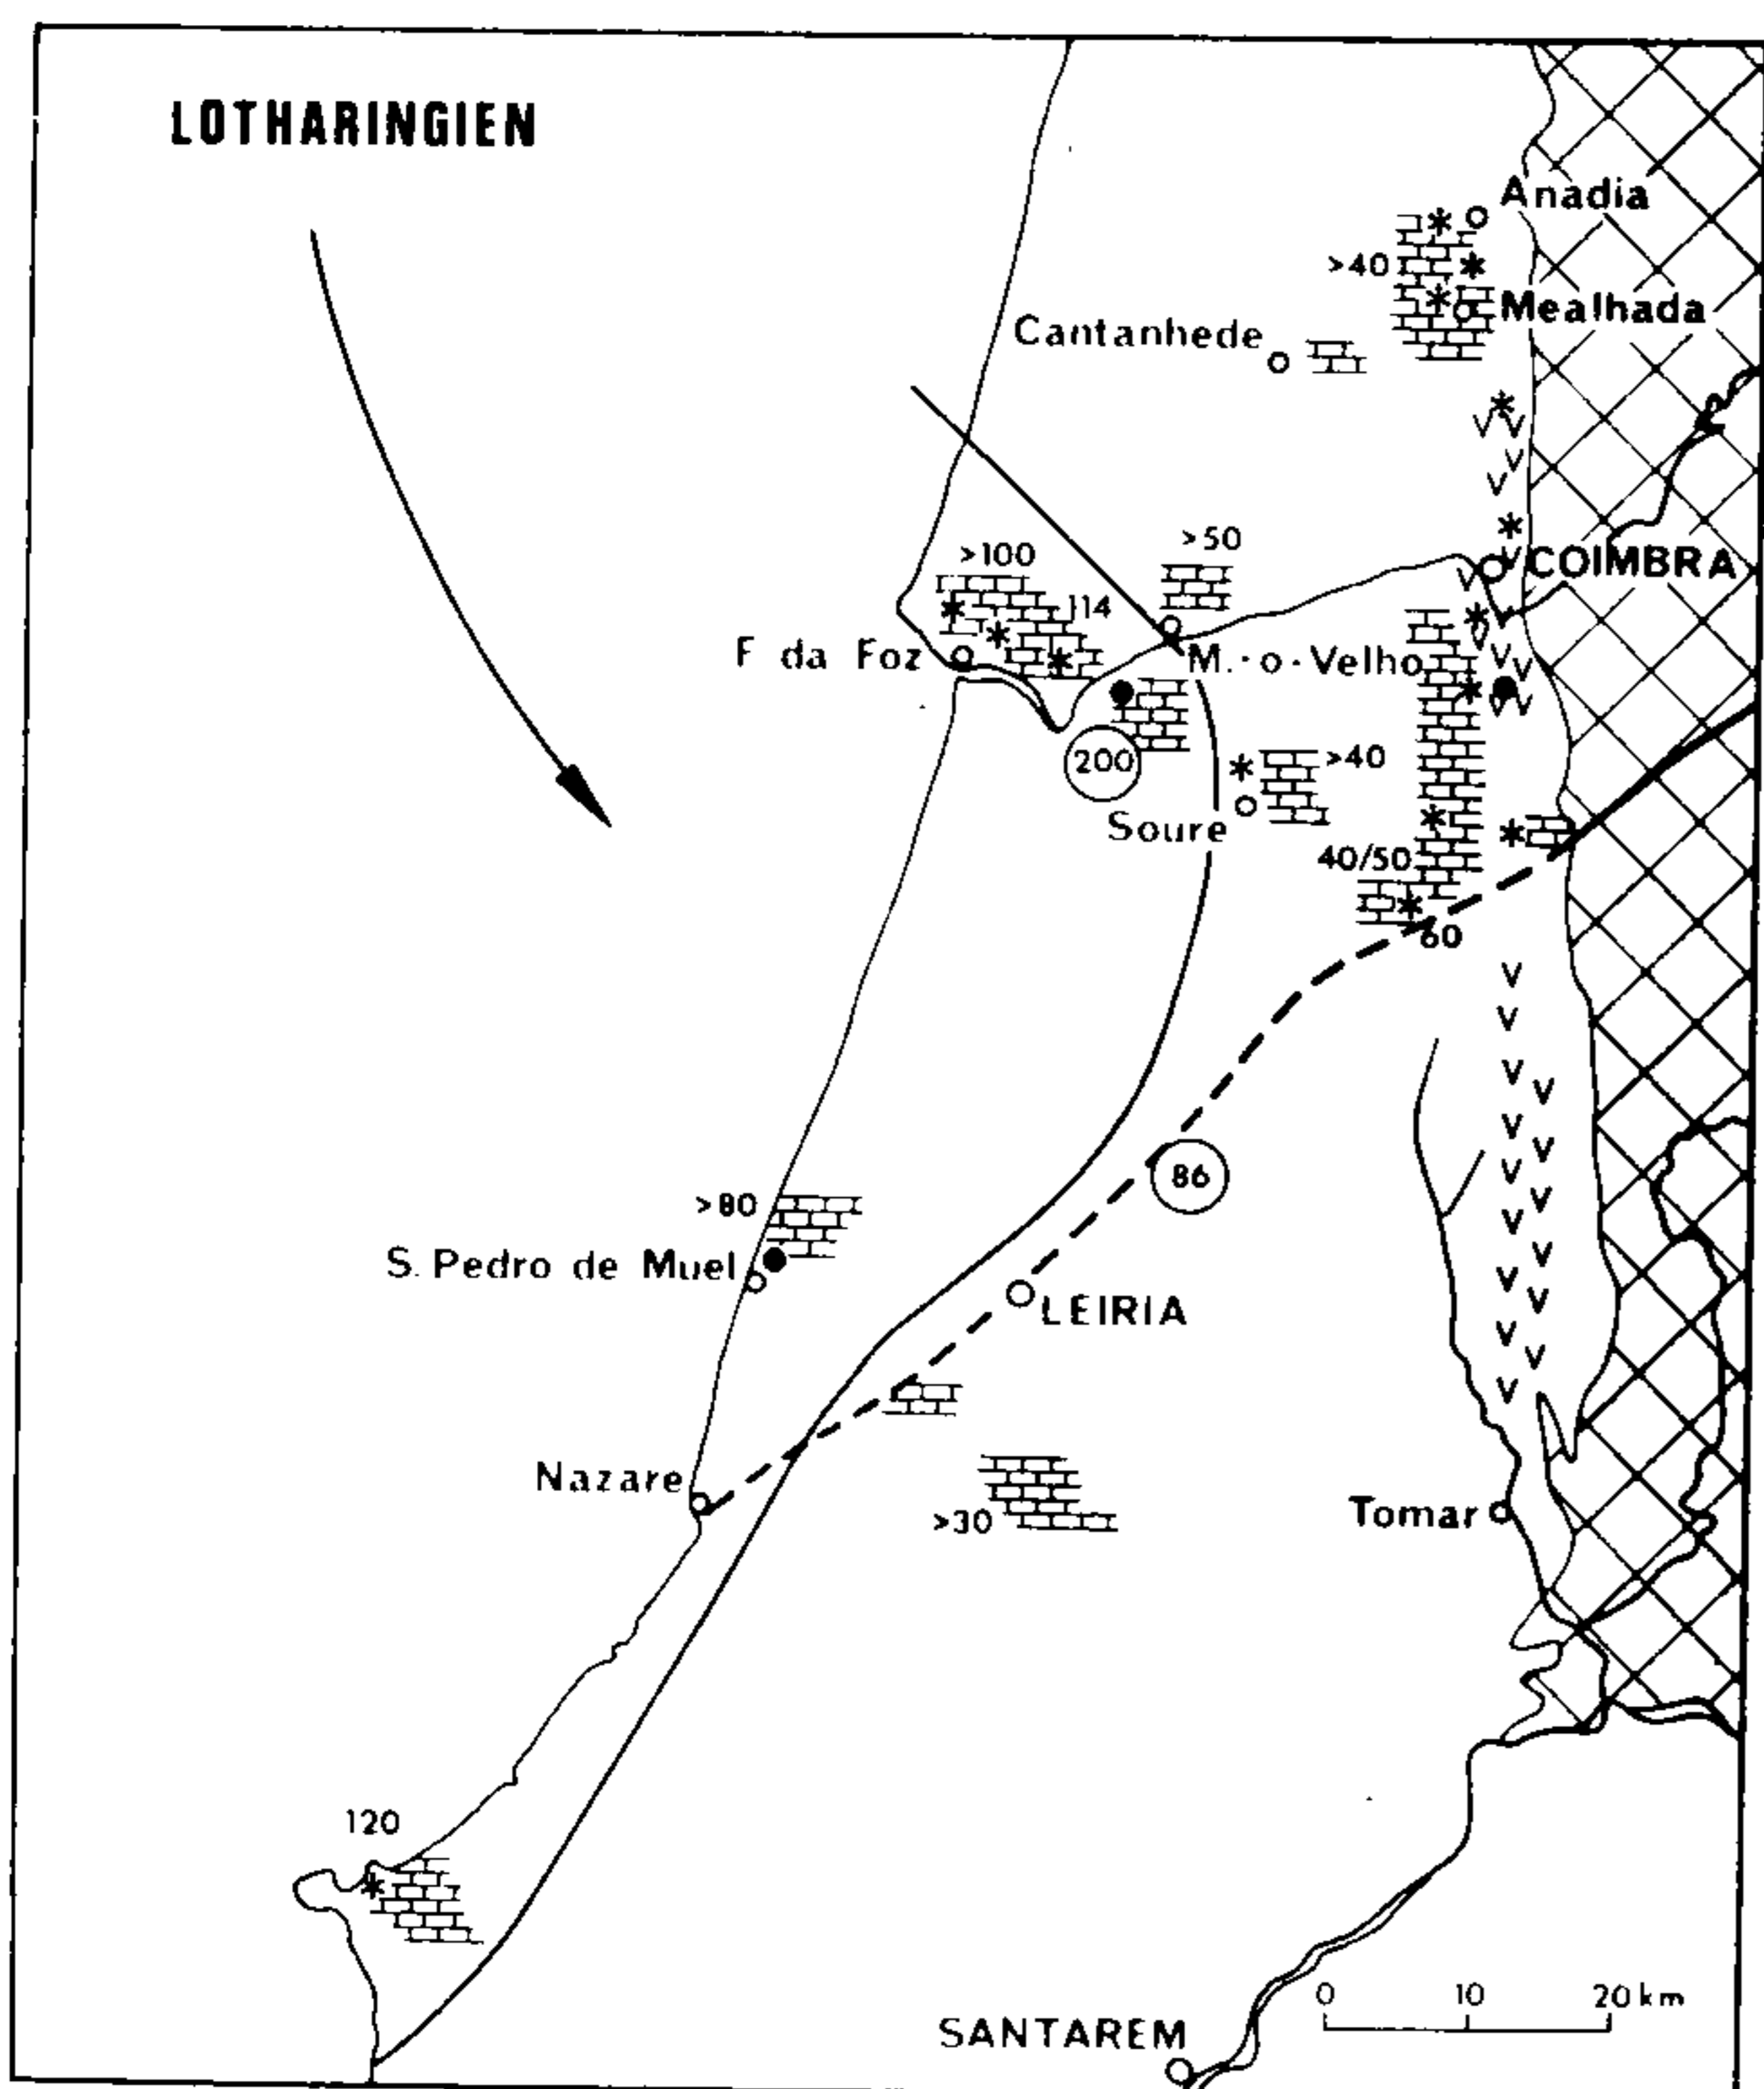 LOTHARINGIEN
Anadia
>40
Mealhada
Cantanhede
>50
COIMBRA
>100
114
F da Foz
M.-o-Velho
200
>40
Soure
40/50
60
86
>80
S. Pedro de Muel
LEIRIA
Nazare
>30
Tomar
120
0 10 20 km
SANTAREM